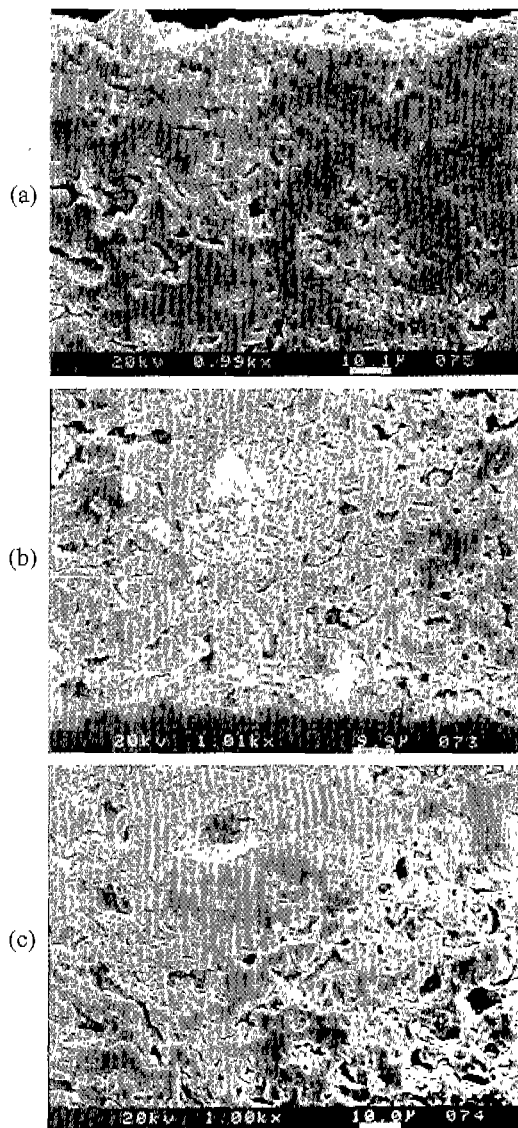 (a)
20kV 0.99kx 10.1μ 075
(b)
20kV 1.01kx 9.9μ 073
(c)
20kV 1.00kx 10.0μ 074